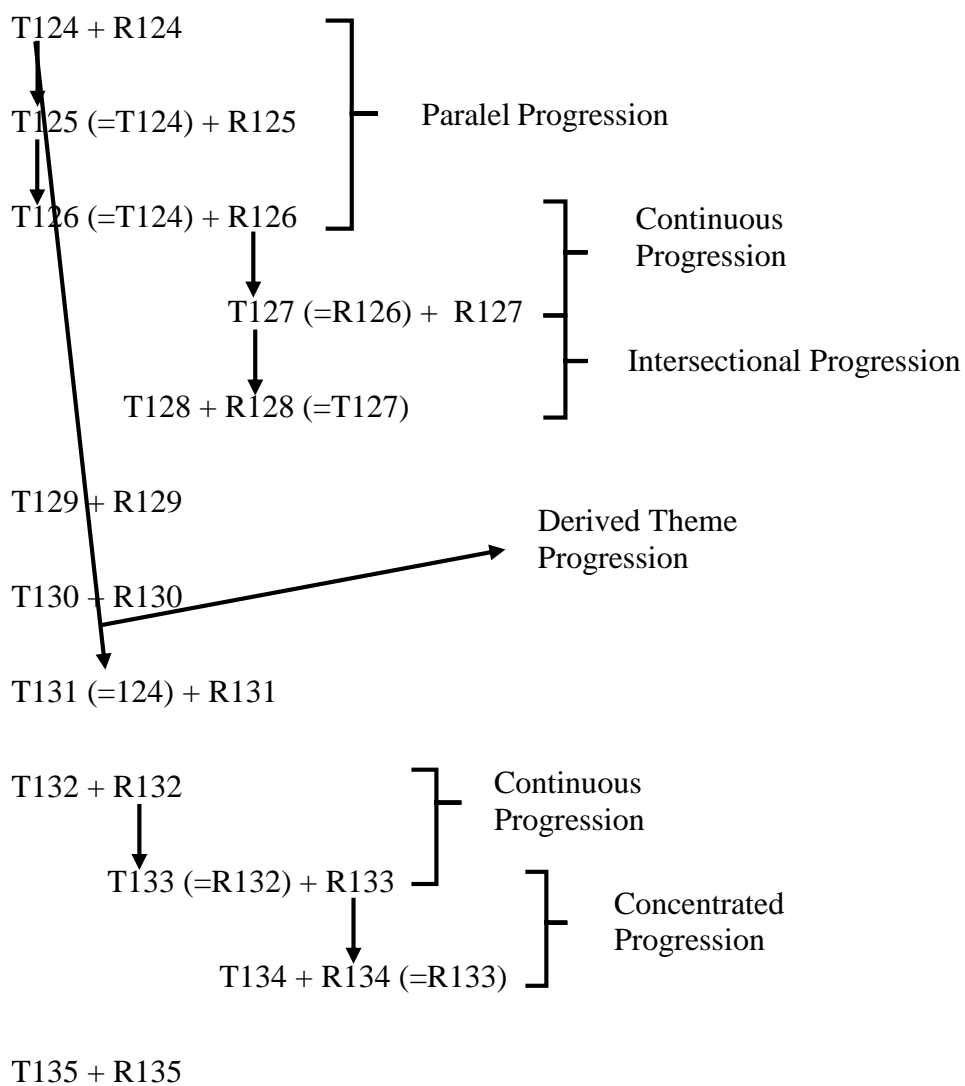 T124 + R124
T125 (=T124) + R125
Paralel Progression
T126 (=T124) + R126
Continuous
Progression
T127 (=R126) + R127
Intersectional Progression
T128 + R128 (=T127)
T129 + R129
Derived Theme
Progression
T130 + R130
T131 (=124) + R131
T132 + R132
Continuous
Progression
T133 (=R132) + R133
Concentrated
Progression
T134 + R134 (=R133)
T135 + R135